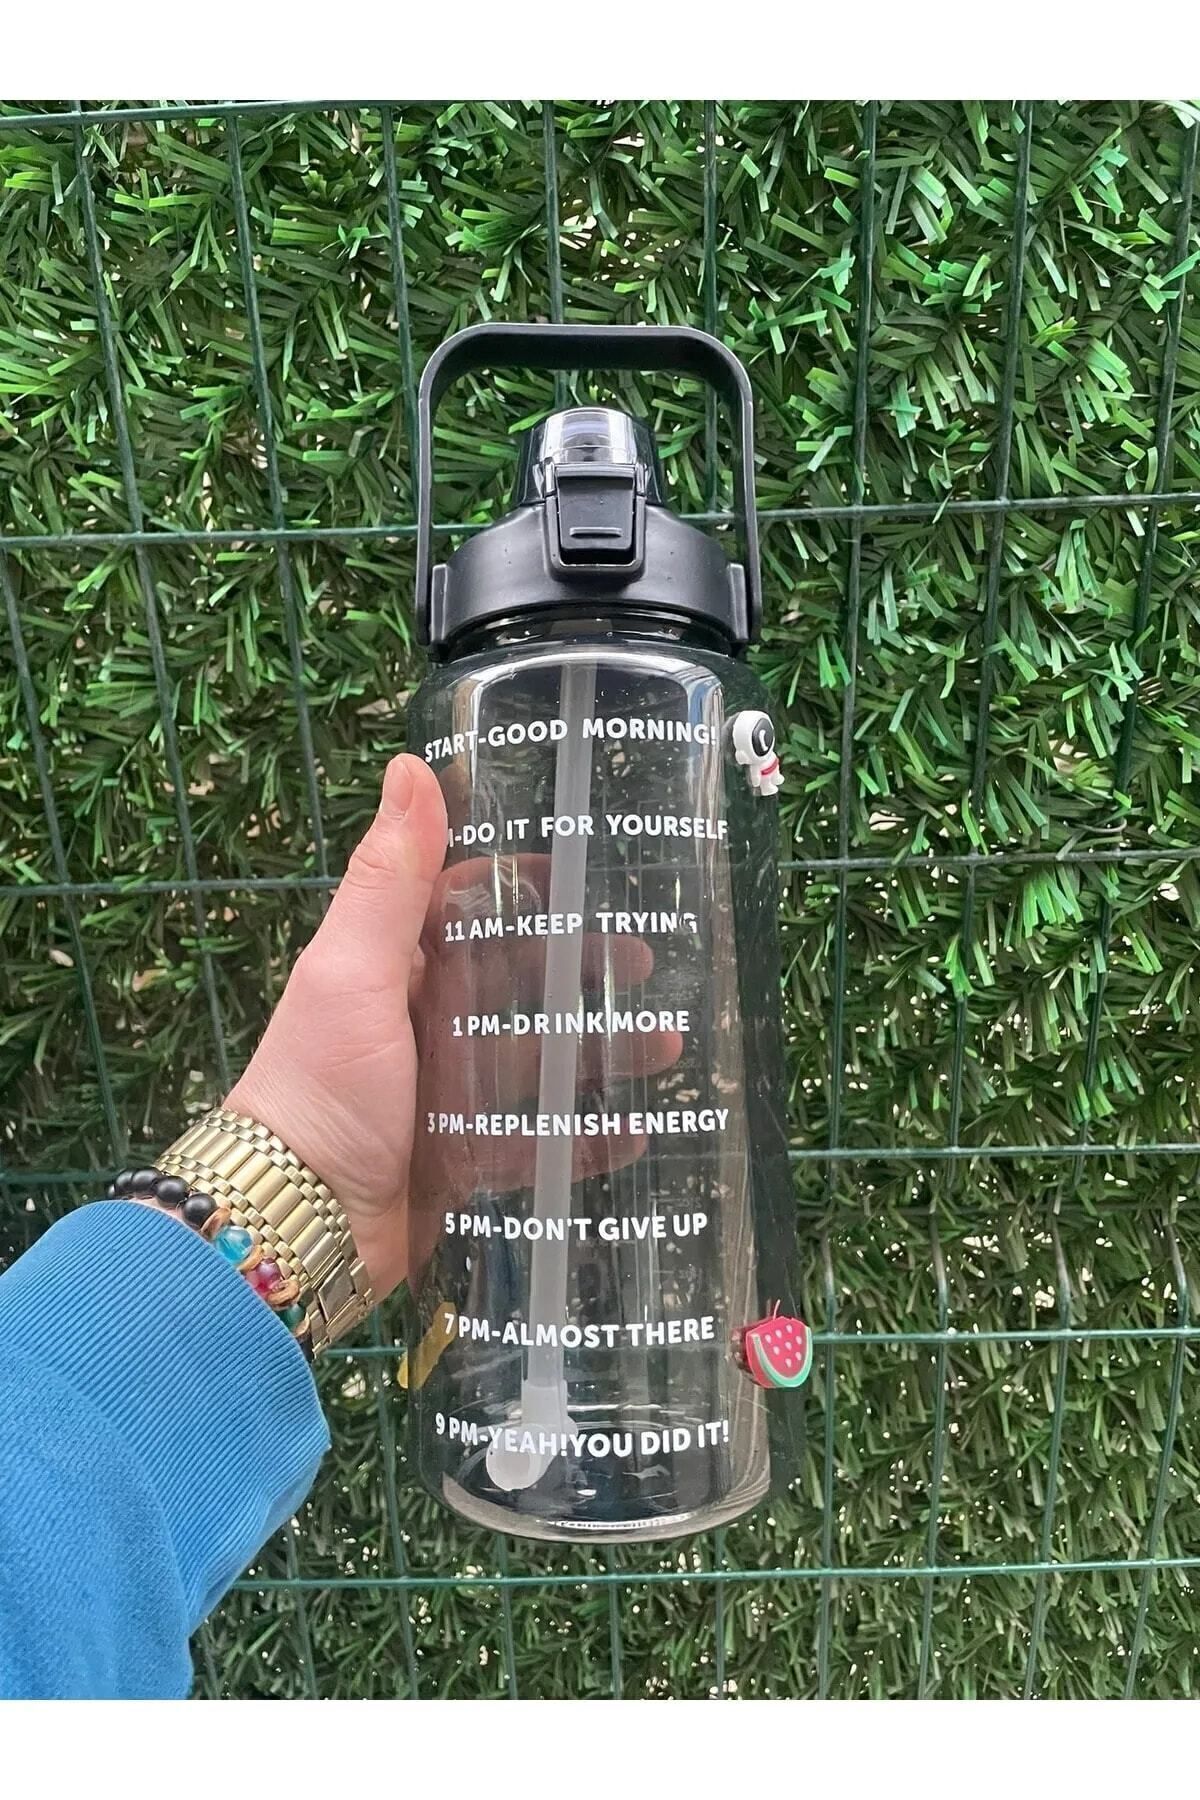 START-GOOD MORNING!
-DO IT FOR YOURSELF
11 AM-KEEP TRYING
1 PM-DRINK MORE
3 PM-REPLENISH ENERGY
5 PM-DON'T GIVE UP
7 PM-ALMOST THERE
9 PM-YEAH!YOU DID IT!